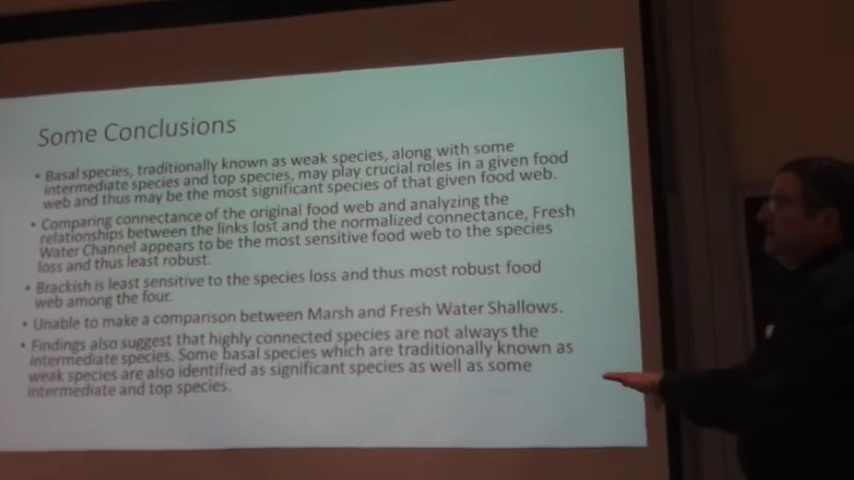 Some Conclusions
• Basal species, traditionally known as weak species, along with some
intermediate species and top species, may play crucial roles in a given food
web and thus may be the most significant species of that given food web.
• Comparing connectance of the original food web and analyzing the
relationships between the links lost and the normalized connectance, Fresh
Water Channel appears to be the most sensitive food web to the species
loss and thus least robust.
• Brackish is least sensitive to the species loss and thus most robust food
web among the four.
• Unable to make a comparison between Marsh and Fresh Water Shallows.
• Findings also suggest that highly connected species are not always the
intermediate species. Some basal species which are traditionally known as
weak species are also identified as significant species as well as some
intermediate and top species.